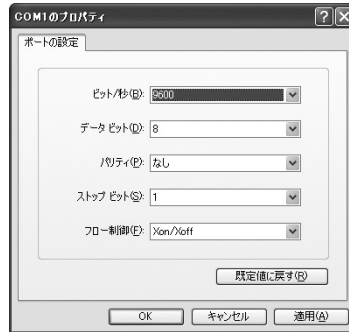 COM1のプロパティ
ポートの設定
ビット/秒(B): 9600
データ ビット(D): 8
パリティ(P): なし
ストップ ビット(S): 1
フロー制御(F): Xon/Xoff
既定値に戻す(R)
OK キャンセル 適用(A)